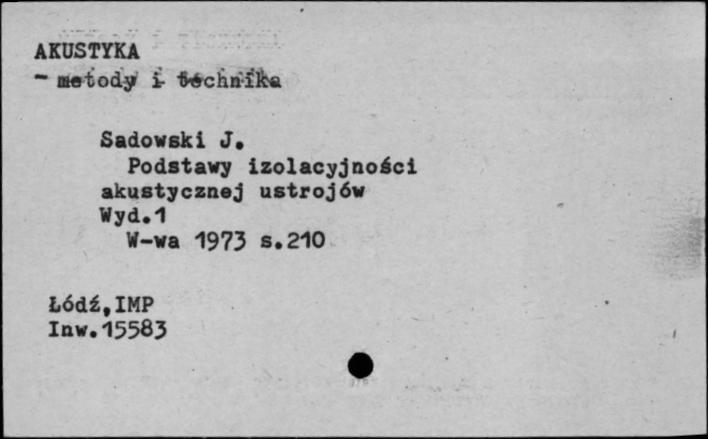 AKUSTYKA
- metody i technika
Sadowski J.
Podstawy izolacyjności
akustycznej ustrojów
Wyd.1
W-wa 1973 s.210
Łódź,IMP
Inw.15583